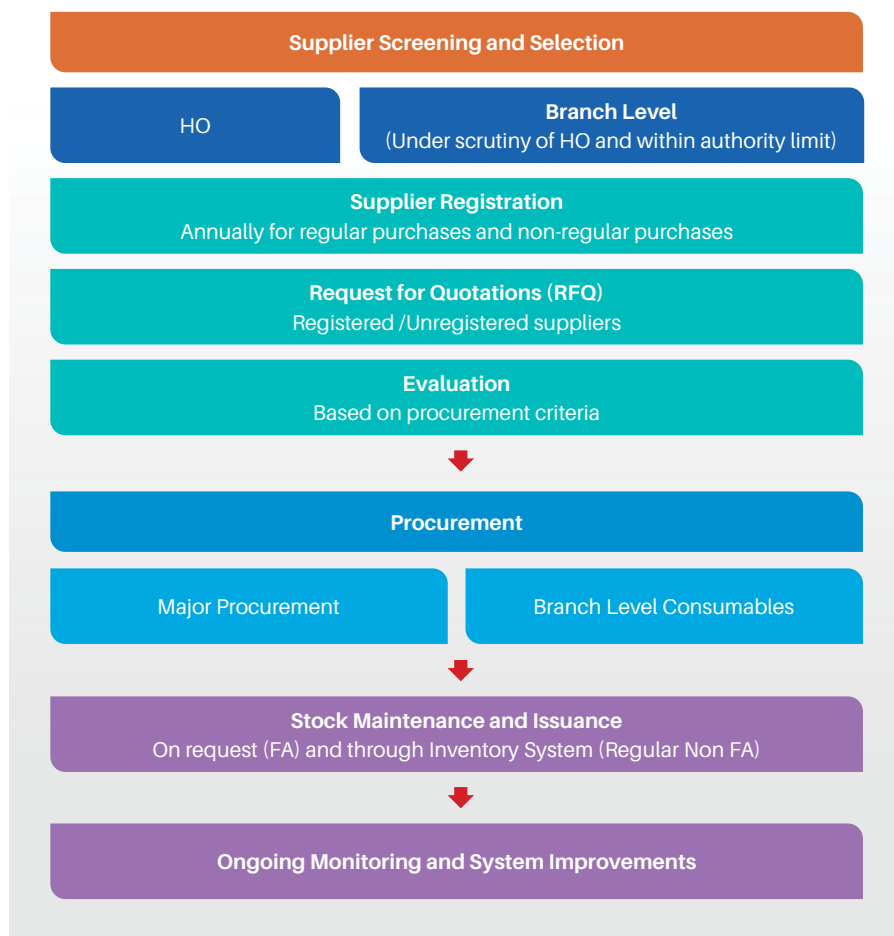 Supplier Screening and Selection
HO
Branch Level
(Under scrutiny of HO and within authority limit)
Supplier Registration
Annually for regular purchases and non-regular purchases
Request for Quotations (RFQ)
Registered /Unregistered suppliers
Evaluation
Based on procurement criteria
Procurement
Major Procurement
Branch Level Consumables
Stock Maintenance and Issuance
On request (FA) and through Inventory System (Regular Non FA)
Ongoing Monitoring and System Improvements